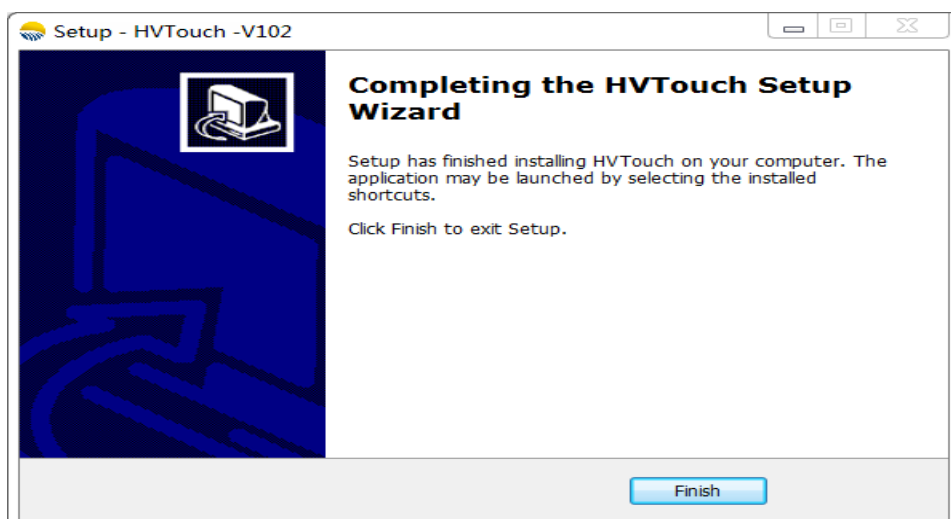 Setup - HVTouch -V102
Completing the HVTouch Setup
Wizard
Setup has finished installing HVTouch on your computer. The
application may be launched by selecting the installed
shortcuts.
Click Finish to exit Setup.
Finish